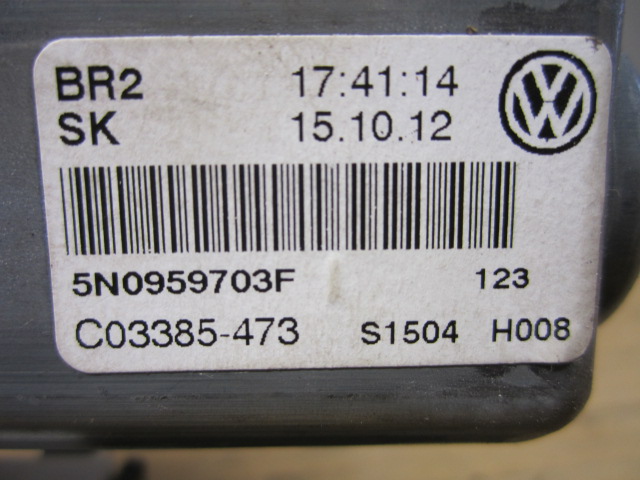 BR2 17:41:14
SK 15.10.12
5N0959703F 123
C03385-473 S1504 H008